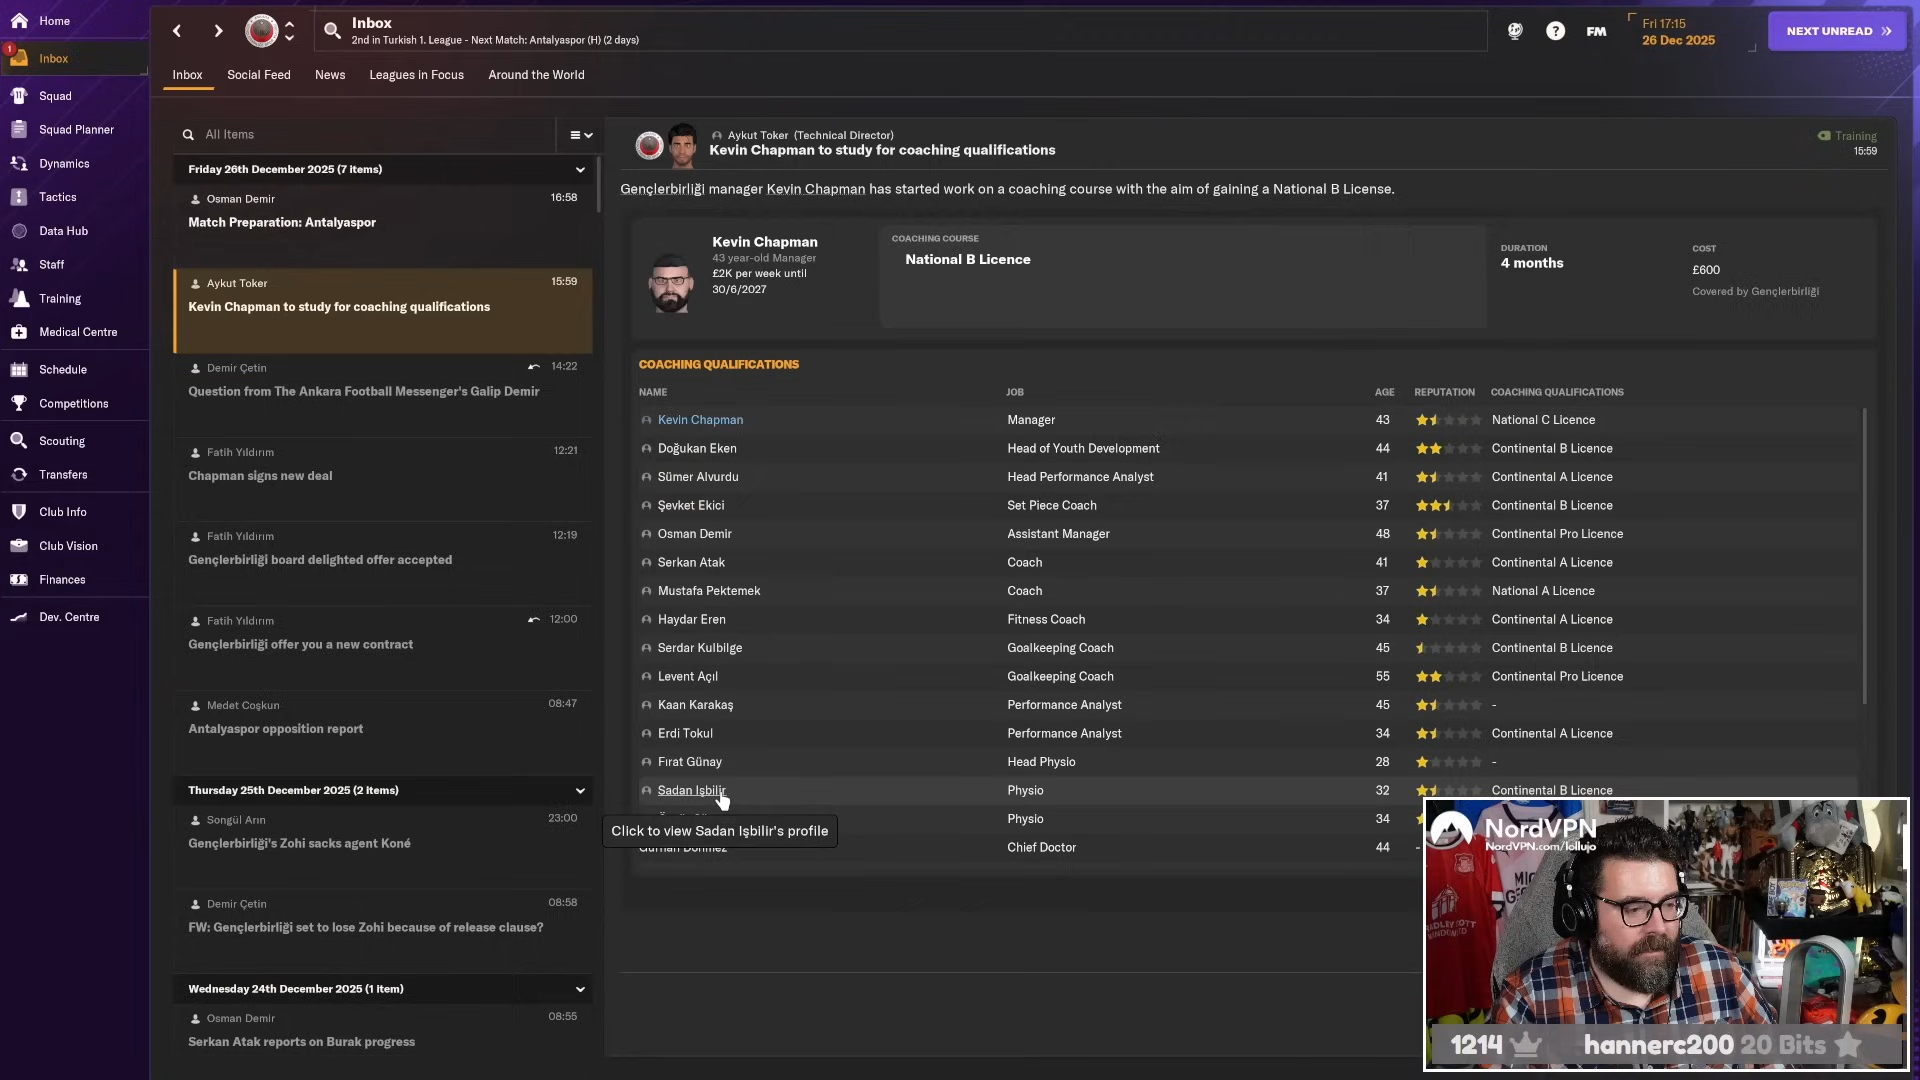 Home
1
Inbox
Squad
Squad Planner
Dynamics
Tactics
Data Hub
Staff
Training
Medical Centre
Schedule
Competitions
Scouting
Transfers
Club Info
Club Vision
Finances
Dev. Centre
Inbox
2nd in Turkish 1. League - Next Match: Antalyaspor (H) (2 days)
FM
Fri 17:15
26 Dec 2025
NEXT UNREAD
Inbox
Social Feed
News
Leagues in Focus
Around the World
All Items
Friday 26th December 2025 (7 items)
Osman Demir 16:58
Match Preparation: Antalyaspor
Aykut Toker 15:59
Kevin Chapman to study for coaching qualifications
Demir Çetin 14:22
Question from The Ankara Football Messenger's Galip Demir
Fatih Yıldırım 12:21
Chapman signs new deal
Fatih Yıldırım 12:19
Gençlerbirliği board delighted offer accepted
Fatih Yıldırım 12:00
Gençlerbirliği offer you a new contract
Medet Coşkun 08:47
Antalyaspor opposition report
Thursday 25th December 2025 (2 items)
Songül Arın 23:00
Gençlerbirliği's Zohi sacks agent Koné
Demir Çetin 08:58
FW: Gençlerbirliği set to lose Zohi because of release clause?
Wednesday 24th December 2025 (1 item)
Osman Demir 08:55
Serkan Atak reports on Burak progress
Aykut Toker (Technical Director)
Kevin Chapman to study for coaching qualifications
Training
15:59
Gençlerbirliği manager Kevin Chapman has started work on a coaching course with the aim of gaining a National B License.
Kevin Chapman
43 year-old Manager
£2K per week until
30/6/2027
COACHING COURSE
National B Licence
DURATION
4 months
COST
£600
Covered by Gençlerbirliği
COACHING QUALIFICATIONS
NAME JOB AGE REPUTATION COACHING QUALIFICATIONS
Kevin Chapman Manager 43 National C Licence
Doğukan Eken Head of Youth Development 44 Continental B Licence
Sümer Alvurdu Head Performance Analyst 41 Continental A Licence
Şevket Ekici Set Piece Coach 37 Continental B Licence
Osman Demir Assistant Manager 48 Continental Pro Licence
Serkan Atak Coach 41 Continental A Licence
Mustafa Pektemek Coach 37 National A Licence
Haydar Eren Fitness Coach 34 Continental A Licence
Serdar Kulbilge Goalkeeping Coach 45 Continental B Licence
Levent Açıl Goalkeeping Coach 55 Continental Pro Licence
Kaan Karakaş Performance Analyst 45 -
Erdi Tokul Performance Analyst 34 Continental A Licence
Fırat Günay Head Physio 28 -
Sadan Işbilir Physio 32 Continental B Licence
Physio 34
Chief Doctor 44 -
Click to view Sadan Işbilir's profile
NordVPN
NordVPN.com/lollujo
1214 hannerc200 20 Bits